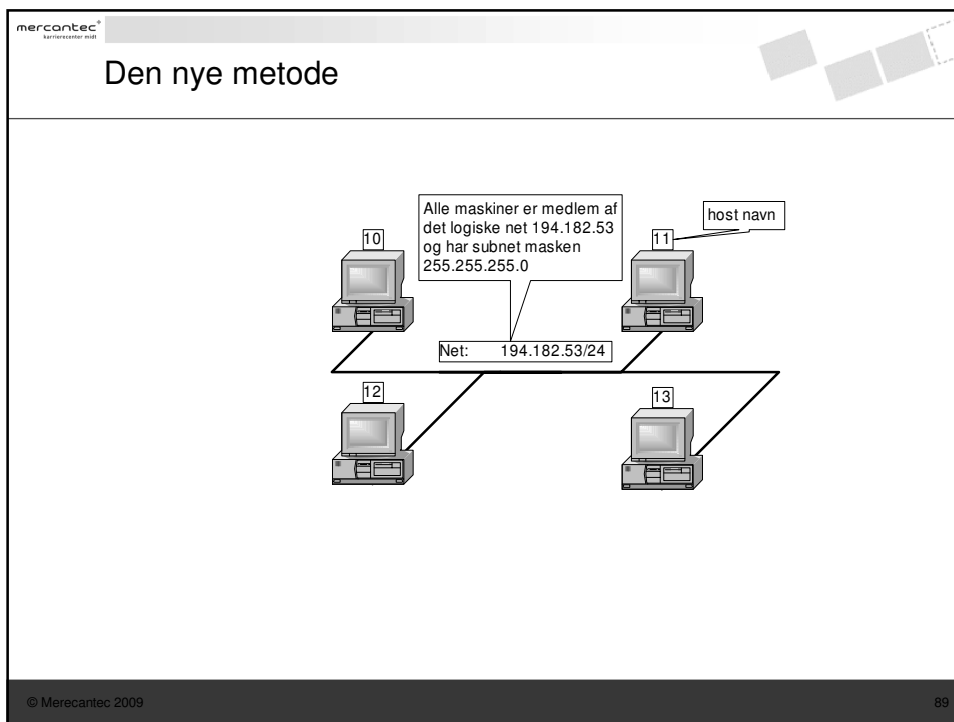 mercantec+
karrierecenter midt
Den nye metode
Alle maskiner er medlem af
det logiske net 194.182.53
og har subnet masken
255.255.255.0
host navn
10
11
Net: 194.182.53/24
12
13
© Merecantec 2009
89